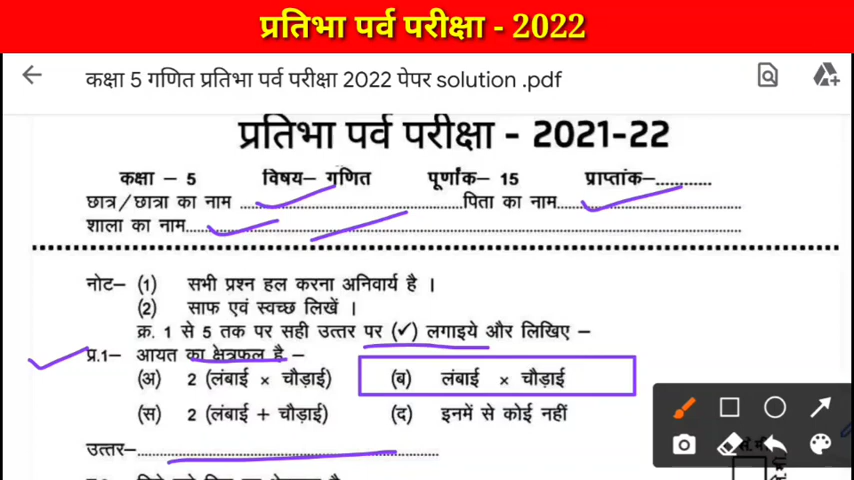 प्रतिभा पर्व परीक्षा - 2022
कक्षा 5 गणित प्रतिभा पर्व परीक्षा 2022 पेपर solution .pdf
प्रतिभा पर्व परीक्षा - 2021-22
कक्षा – 5 विषय– गणित पूर्णांक– 15 प्राप्तांक–............
छात्र/छात्रा का नाम ........................................पिता का नाम..............................
शाला का नाम..............................................................................................
नोट– (1) सभी प्रश्न हल करना अनिवार्य है ।
(2) साफ एवं स्वच्छ लिखें ।
क्र. 1 से 5 तक पर सही उत्तर पर (✓) लगाइये और लिखिए –
प्र.1– आयत का क्षेत्रफल है –
(अ) 2 (लंबाई × चौड़ाई) (ब) लंबाई × चौड़ाई
(स) 2 (लंबाई + चौड़ाई) (द) इनमें से कोई नहीं
उत्तर–..................................................